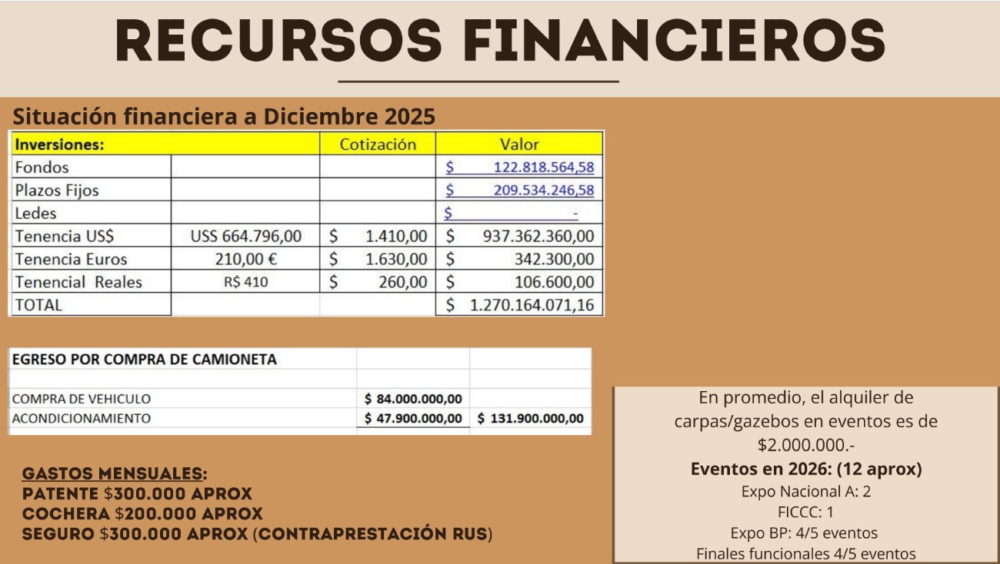 RECURSOS FINANCIEROS
Situación financiera a Diciembre 2025
Inversiones: Cotización Valor
Fondos $ 122.818.564,58
Plazos Fijos $ 209.534.246,58
Ledes $ -
Tenencia US$ USS 664.796,00 $ 1.410,00 $ 937.362.360,00
Tenencia Euros 210,00 € $ 1.630,00 $ 342.300,00
Tenencial Reales R$ 410 $ 260,00 $ 106.600,00
TOTAL $ 1.270.164.071,16
EGRESO POR COMPRA DE CAMIONETA
COMPRA DE VEHICULO $ 84.000.000,00
ACONDICIONAMIENTO $ 47.900.000,00 $ 131.900.000,00
GASTOS MENSUALES:
PATENTE $300.000 APROX
COCHERA $200.000 APROX
SEGURO $300.000 APROX (CONTRAPRESTACIÓN RUS)
En promedio, el alquiler de
carpas/gazebos en eventos es de
$2.000.000.-
Eventos en 2026: (12 aprox)
Expo Nacional A: 2
FICCC: 1
Expo BP: 4/5 eventos
Finales funcionales 4/5 eventos